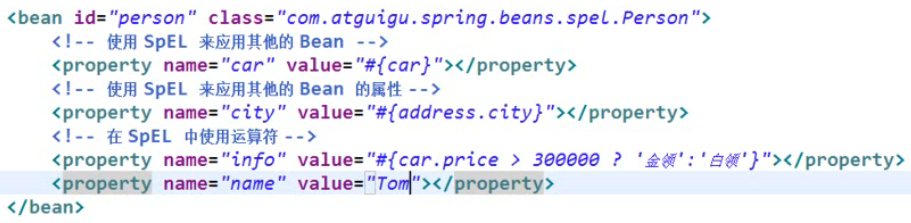 <bean id="person" class="com.atguigu.spring.beans.spel.Person">
<!-- 使用 SpEL 来应用其他的 Bean -->
<property name="car" value="#{car}"></property>
<!-- 使用 SpEL 来应用其他的 Bean 的属性 -->
<property name="city" value="#{address.city}"></property>
<!-- 在 SpEL 中使用运算符 -->
<property name="info" value="#{car.price > 300000 ? '金领':'白领'}"></property>
<property name="name" value="Tom"></property>
</bean>